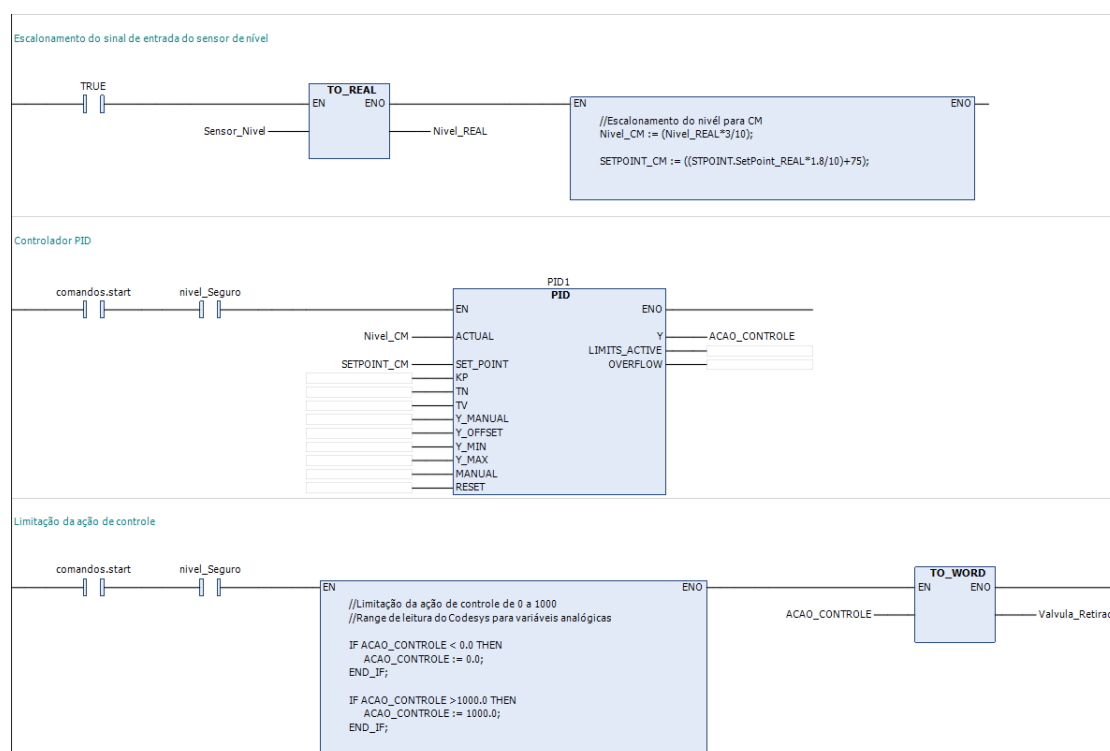 Escalonamento do sinal de entrada do sensor de nível
TRUE
TO_REAL
EN ENO
Sensor_Nivel
Nivel_REAL
EN ENO
//Escalonamento do nivél para CM
Nivel_CM := (Nivel_REAL*3/10);
SETPOINT_CM := ((STPOINT.SetPoint_REAL*1.8/10)+75);
Controlador PID
comandos.start
nivel_Seguro
PID1
PID
EN ENO
Nivel_CM
ACTUAL
Y
ACAO_CONTROLE
LIMITS_ACTIVE
SETPOINT_CM
SET_POINT
OVERFLOW
KP
TN
TV
Y_MANUAL
Y_OFFSET
Y_MIN
Y_MAX
MANUAL
RESET
Limitação da ação de controle
comandos.start
nivel_Seguro
EN ENO
//Limitação da ação de controle de 0 a 1000
//Range de leitura do Codesys para variáveis analógicas
IF ACAO_CONTROLE < 0.0 THEN
ACAO_CONTROLE := 0.0;
END_IF;
IF ACAO_CONTROLE >1000.0 THEN
ACAO_CONTROLE := 1000.0;
END_IF;
TO_WORD
EN ENO
ACAO_CONTROLE